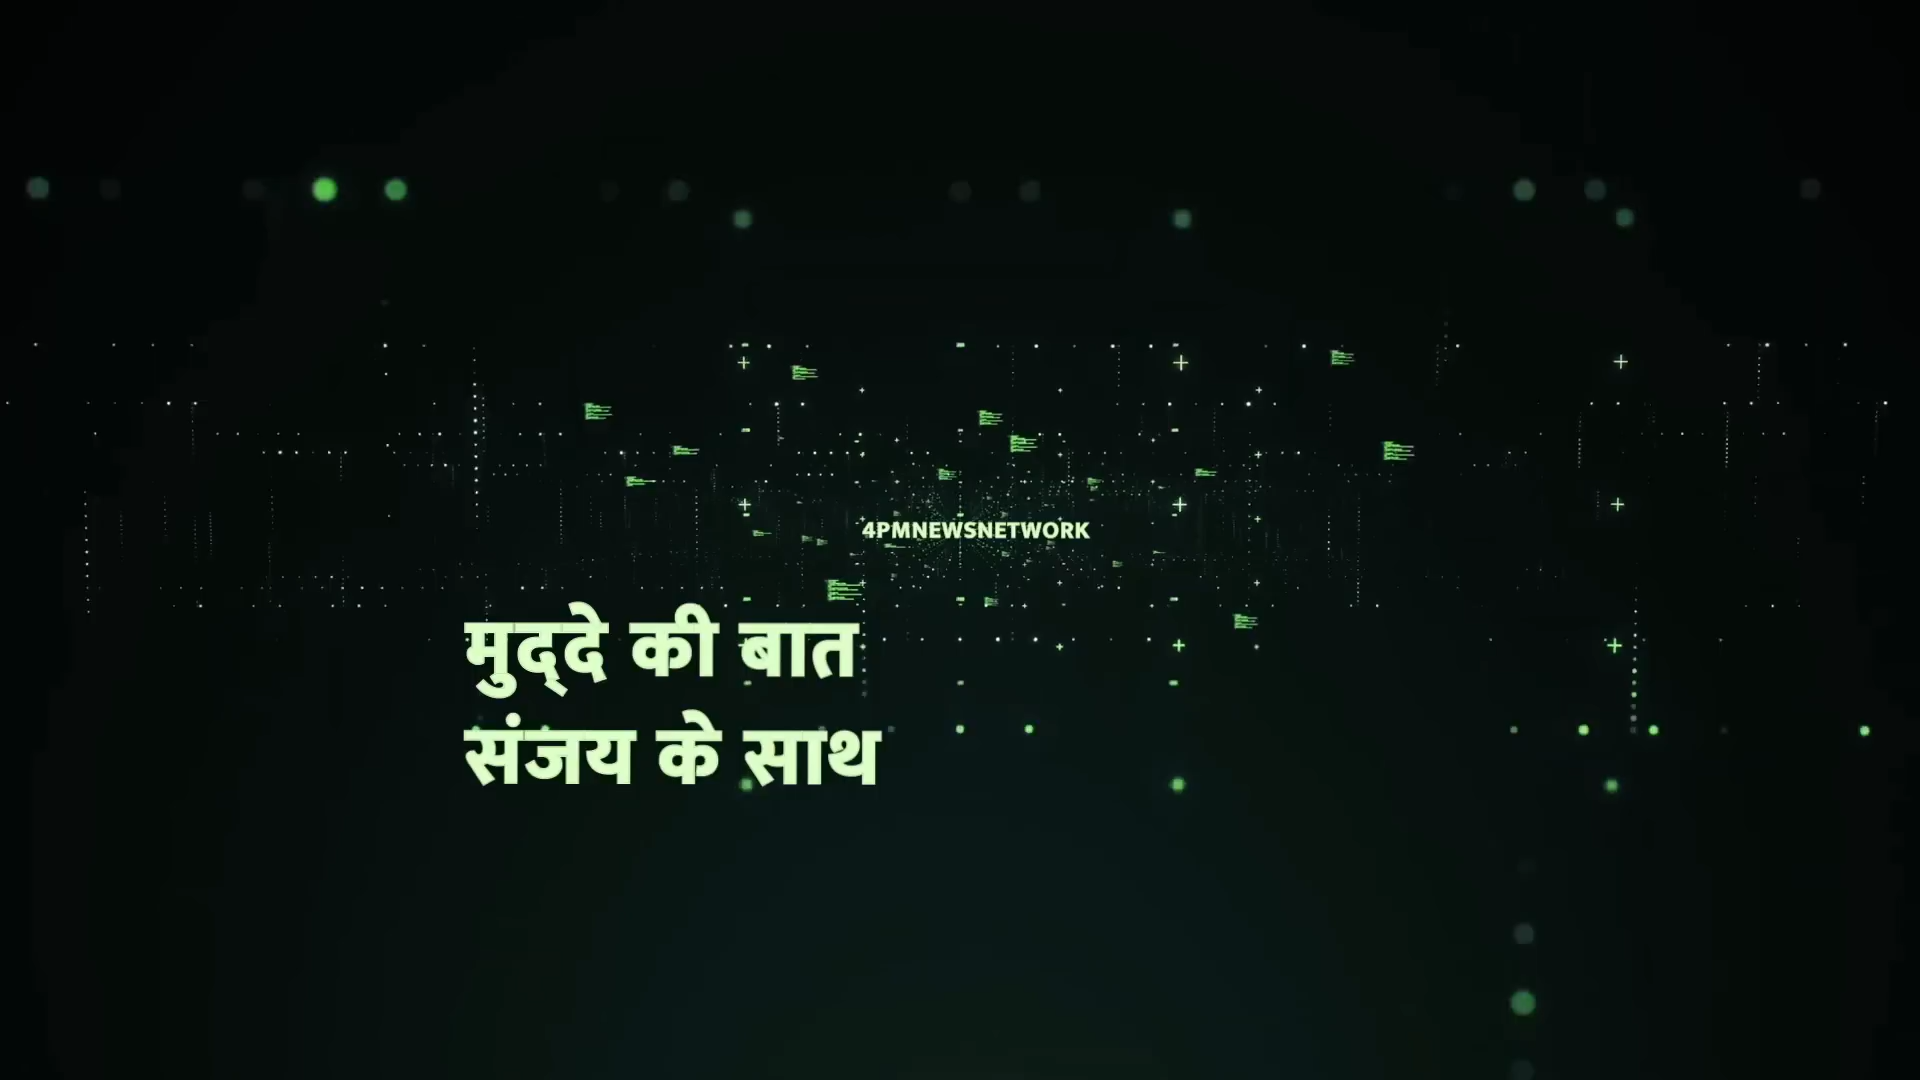 4PMNEWSNETWORK
मुद्‌दे की बात
संजय के साथ